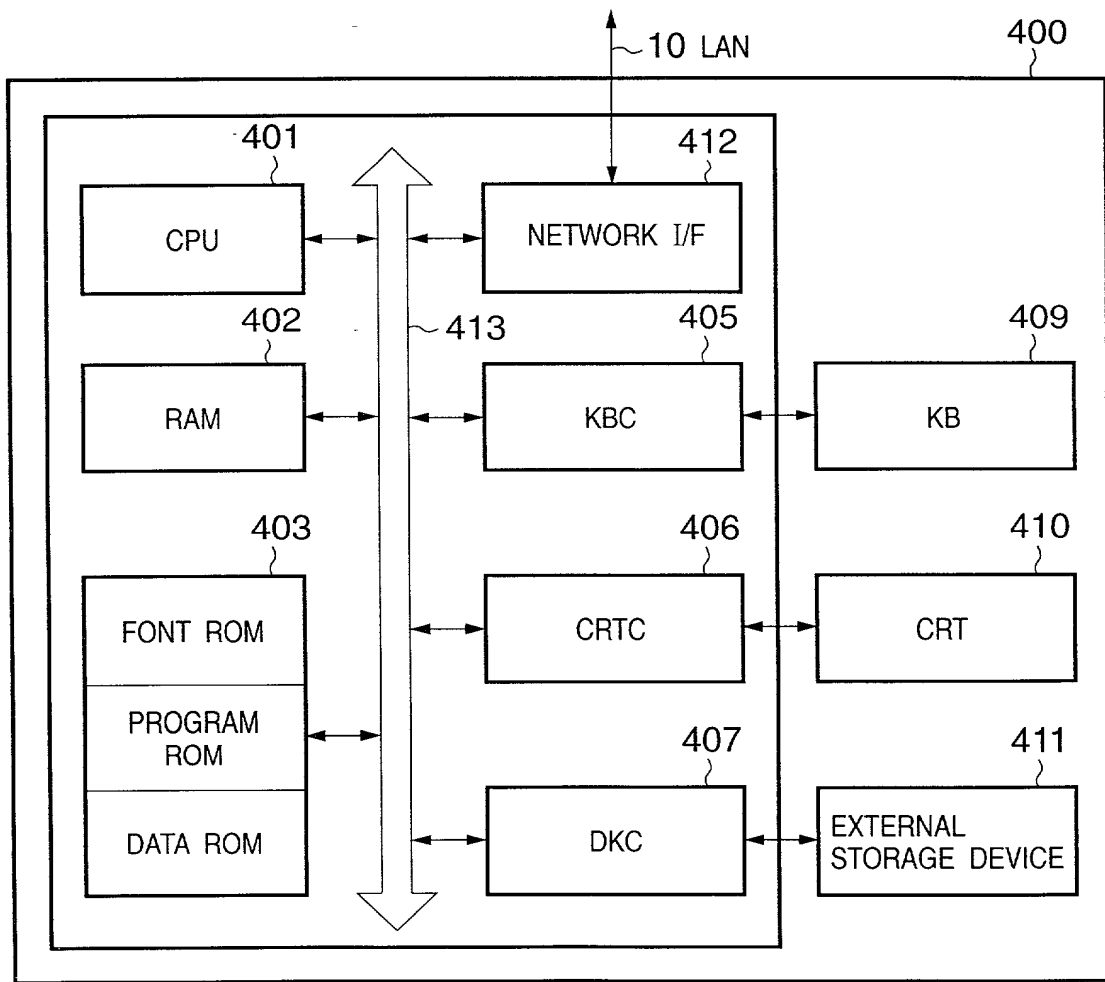 10 LAN
400
401
412
CPU
NETWORK I/F
402
413
405
409
RAM
KBC
KB
403
406
410
FONT ROM
CRTC
CRT
PROGRAM
ROM
407
411
DATA ROM
DKC
EXTERNAL
STORAGE DEVICE